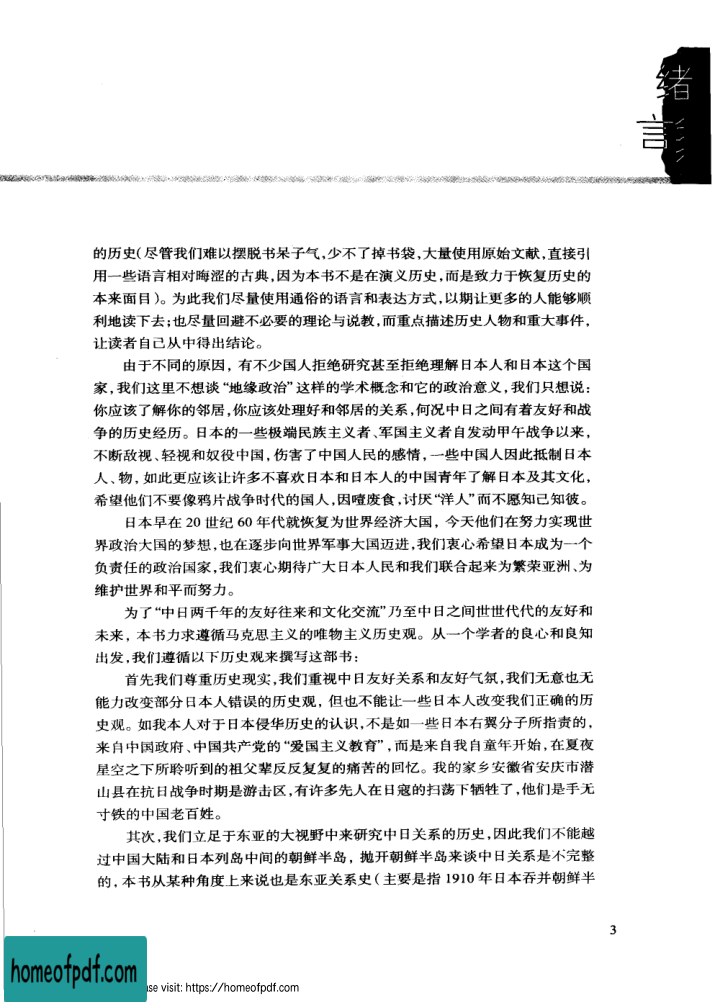 绪言
的历史(尽管我们难以摆脱书呆子气,少不了掉书袋,大量使用原始文献,直接引
用一些语言相对晦涩的古典,因为本书不是在演义历史,而是致力于恢复历史的
本来面目)。为此我们尽量使用通俗的语言和表达方式,以期让更多的人能够顺
利地读下去;也尽量回避不必要的理论与说教,而重点描述历史人物和重大事件,
让读者自己从中得出结论。
由于不同的原因,有不少国人拒绝研究甚至拒绝理解日本人和日本这个国
家,我们这里不想谈“地缘政治”这样的学术概念和它的政治意义,我们只想说:
你应该了解你的邻居,你应该处理好和邻居的关系,何况中日之间有着友好和战
争的历史经历。日本的一些极端民族主义者、军国主义者自发动甲午战争以来,
不断敌视、轻视和奴役中国,伤害了中国人民的感情,一些中国人因此抵制日本
人、物,如此更应该让许多不喜欢日本和日本人的中国青年了解日本及其文化,
希望他们不要像鸦片战争时代的国人,因噎废食,讨厌“洋人”而不愿知己知彼。
日本早在20世纪60年代就恢复为世界经济大国,今天他们在努力实现世
界政治大国的梦想,也在逐步向世界军事大国迈进,我们衷心希望日本成为一个
负责任的政治国家,我们衷心期待广大日本人民和我们联合起来为繁荣亚洲、为
维护世界和平而努力。
为了“中日两千年的友好往来和文化交流”乃至中日之间世世代代的友好和
未来,本书力求遵循马克思主义的唯物主义历史观。从一个学者的良心和良知
出发,我们遵循以下历史观来撰写这部书:
首先我们尊重历史现实,我们重视中日友好关系和友好气氛,我们无意也无
能力改变部分日本人错误的历史观,但也不能让一些日本人改变我们正确的历
史观。如我本人对于日本侵华历史的认识,不是如一些日本右翼分子所指责的,
来自中国政府、中国共产党的“爱国主义教育”,而是来自我自童年开始,在夏夜
星空之下所聆听到的祖父辈反反复复的痛苦的回忆。我的家乡安徽省安庆市潜
山县在抗日战争时期是游击区,有许多先人在日寇的扫荡下牺牲了,他们是手无
寸铁的中国老百姓。
其次,我们立足于东亚的大视野中来研究中日关系的历史,因此我们不能越
过中国大陆和日本列岛中间的朝鲜半岛,抛开朝鲜半岛来谈中日关系是不完整
的,本书从某种角度上来说也是东亚关系史(主要是指1910年日本吞并朝鲜半
3
homeofpdf.com
se visit: https://homeofpdf.com